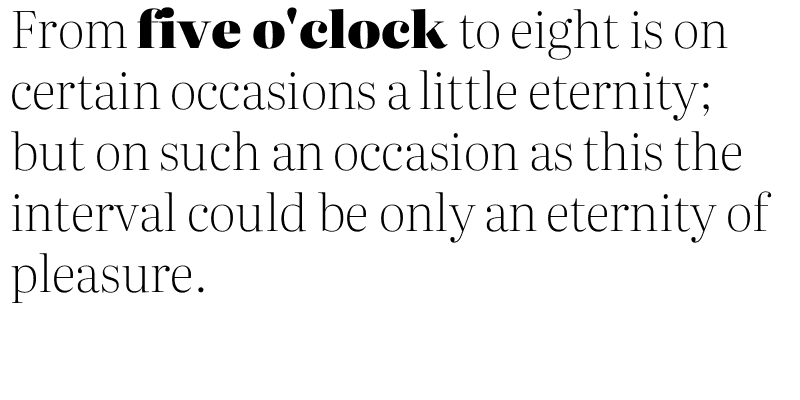 From five o'clock to eight is on
certain occasions a little eternity;
but on such an occasion as this the
interval could be only an eternity of
pleasure.